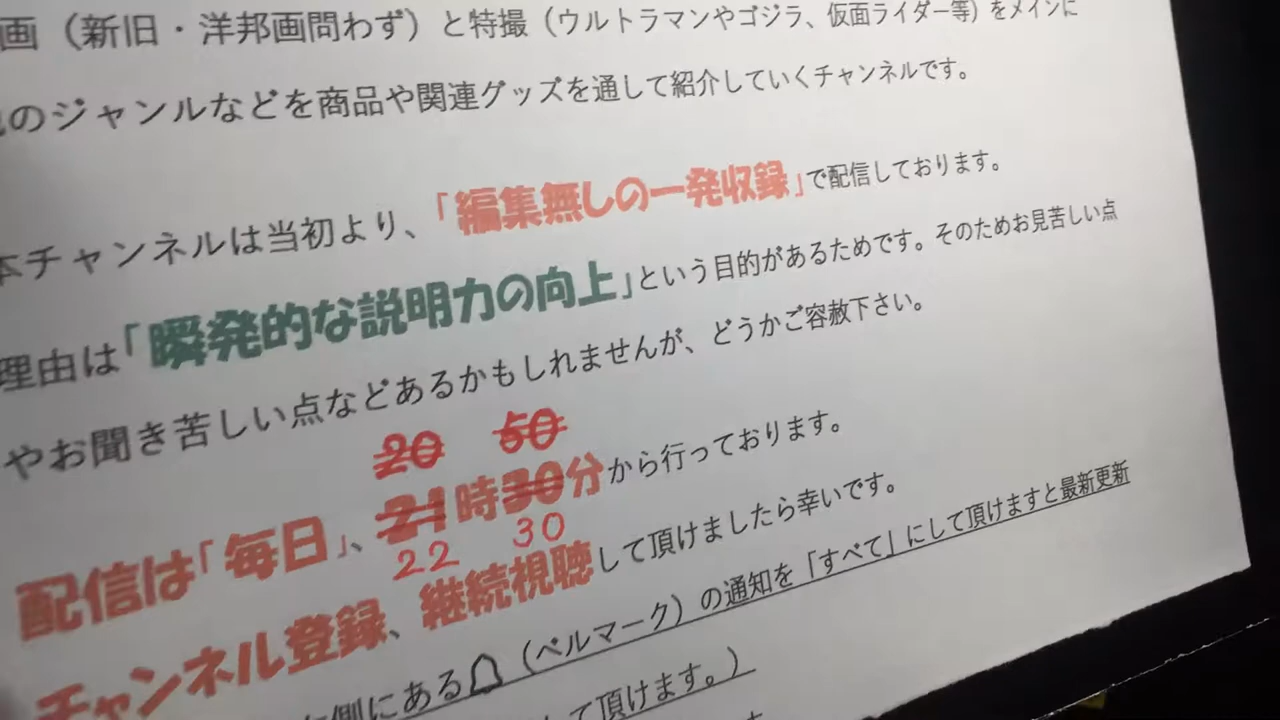 画（新旧・洋邦画問わず）と特撮（ウルトラマンやゴジラ、仮面ライダー等）をメインに
のジャンルなどを商品や関連グッズを通して紹介していくチャンネルです。
本チャンネルは当初より、「編集無しの一発収録」で配信しております。
理由は「瞬発的な説明力の向上」という目的があるためです。そのためお見苦しい点
やお聞き苦しい点などあるかもしれませんが、どうかご容赦下さい。
20 50
配信は「毎日」、21時30分から行っております。
22 30
チャンネル登録、継続視聴して頂けましたら幸いです。
側にある（ベルマーク）の通知を「すべて」にして頂けますと最新更新
して頂けます。）